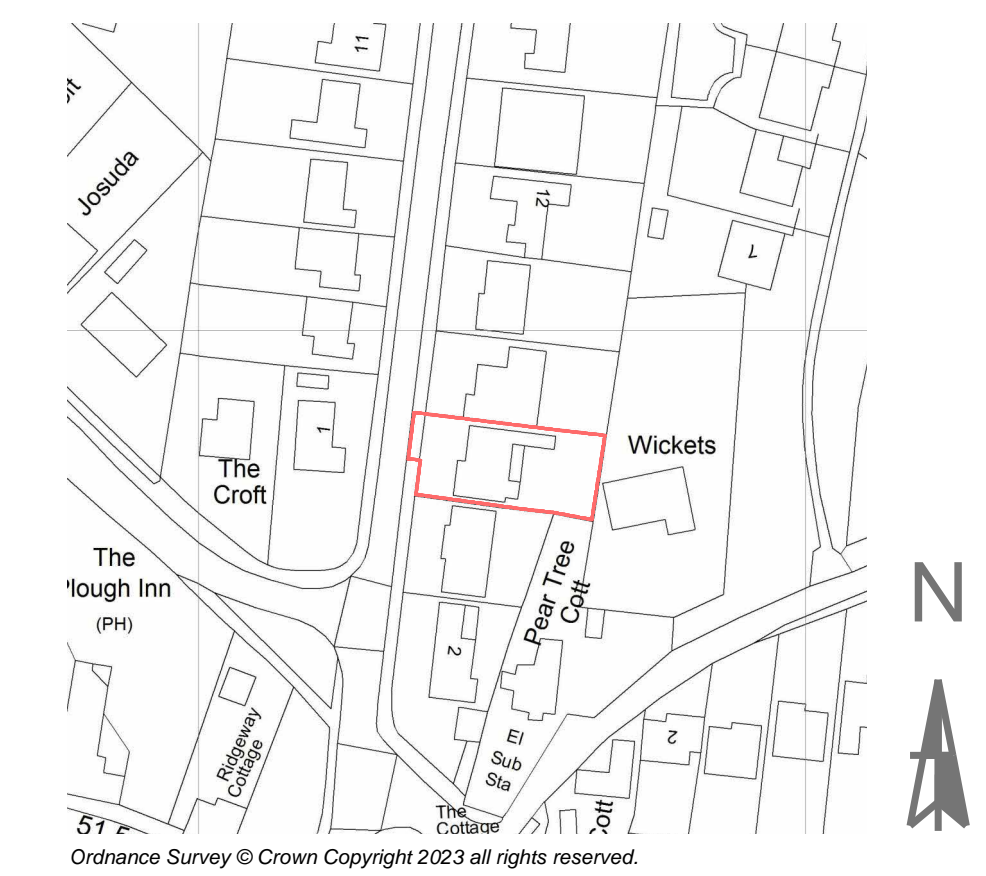 11
Josuda
12
7
Wickets
1
The
Croft
The
Plough Inn
(PH)
Pear Tree
Cott
2
Ridgeway
Cottage
El
Sub
Sta
2
The
Cottage
Cott
N
Ordnance Survey © Crown Copyright 2023 all rights reserved.